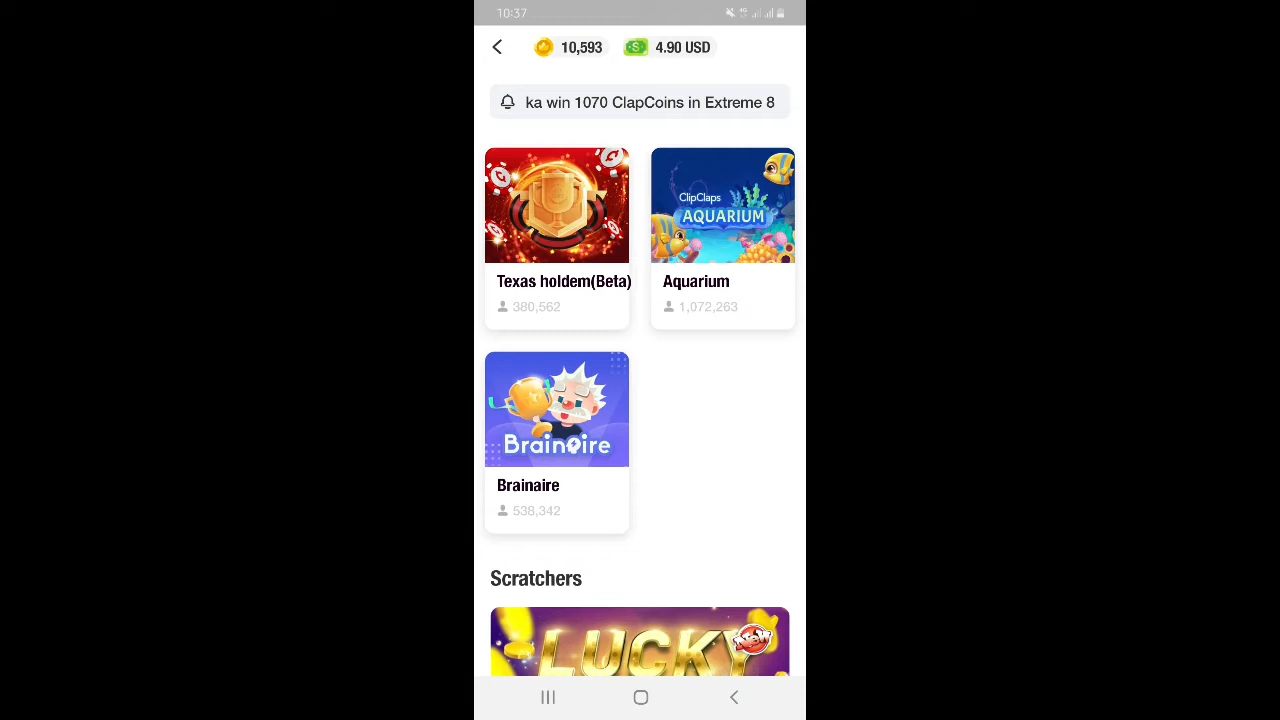 10:37
10,593 4.90 USD
ka win 1070 ClapCoins in Extreme 8
ClipClaps
AQUARIUM
Texas holdem(Beta) Aquarium
380,562 1,072,263
Brainaire
Brainaire
538,342
Scratchers
New
LUCKY